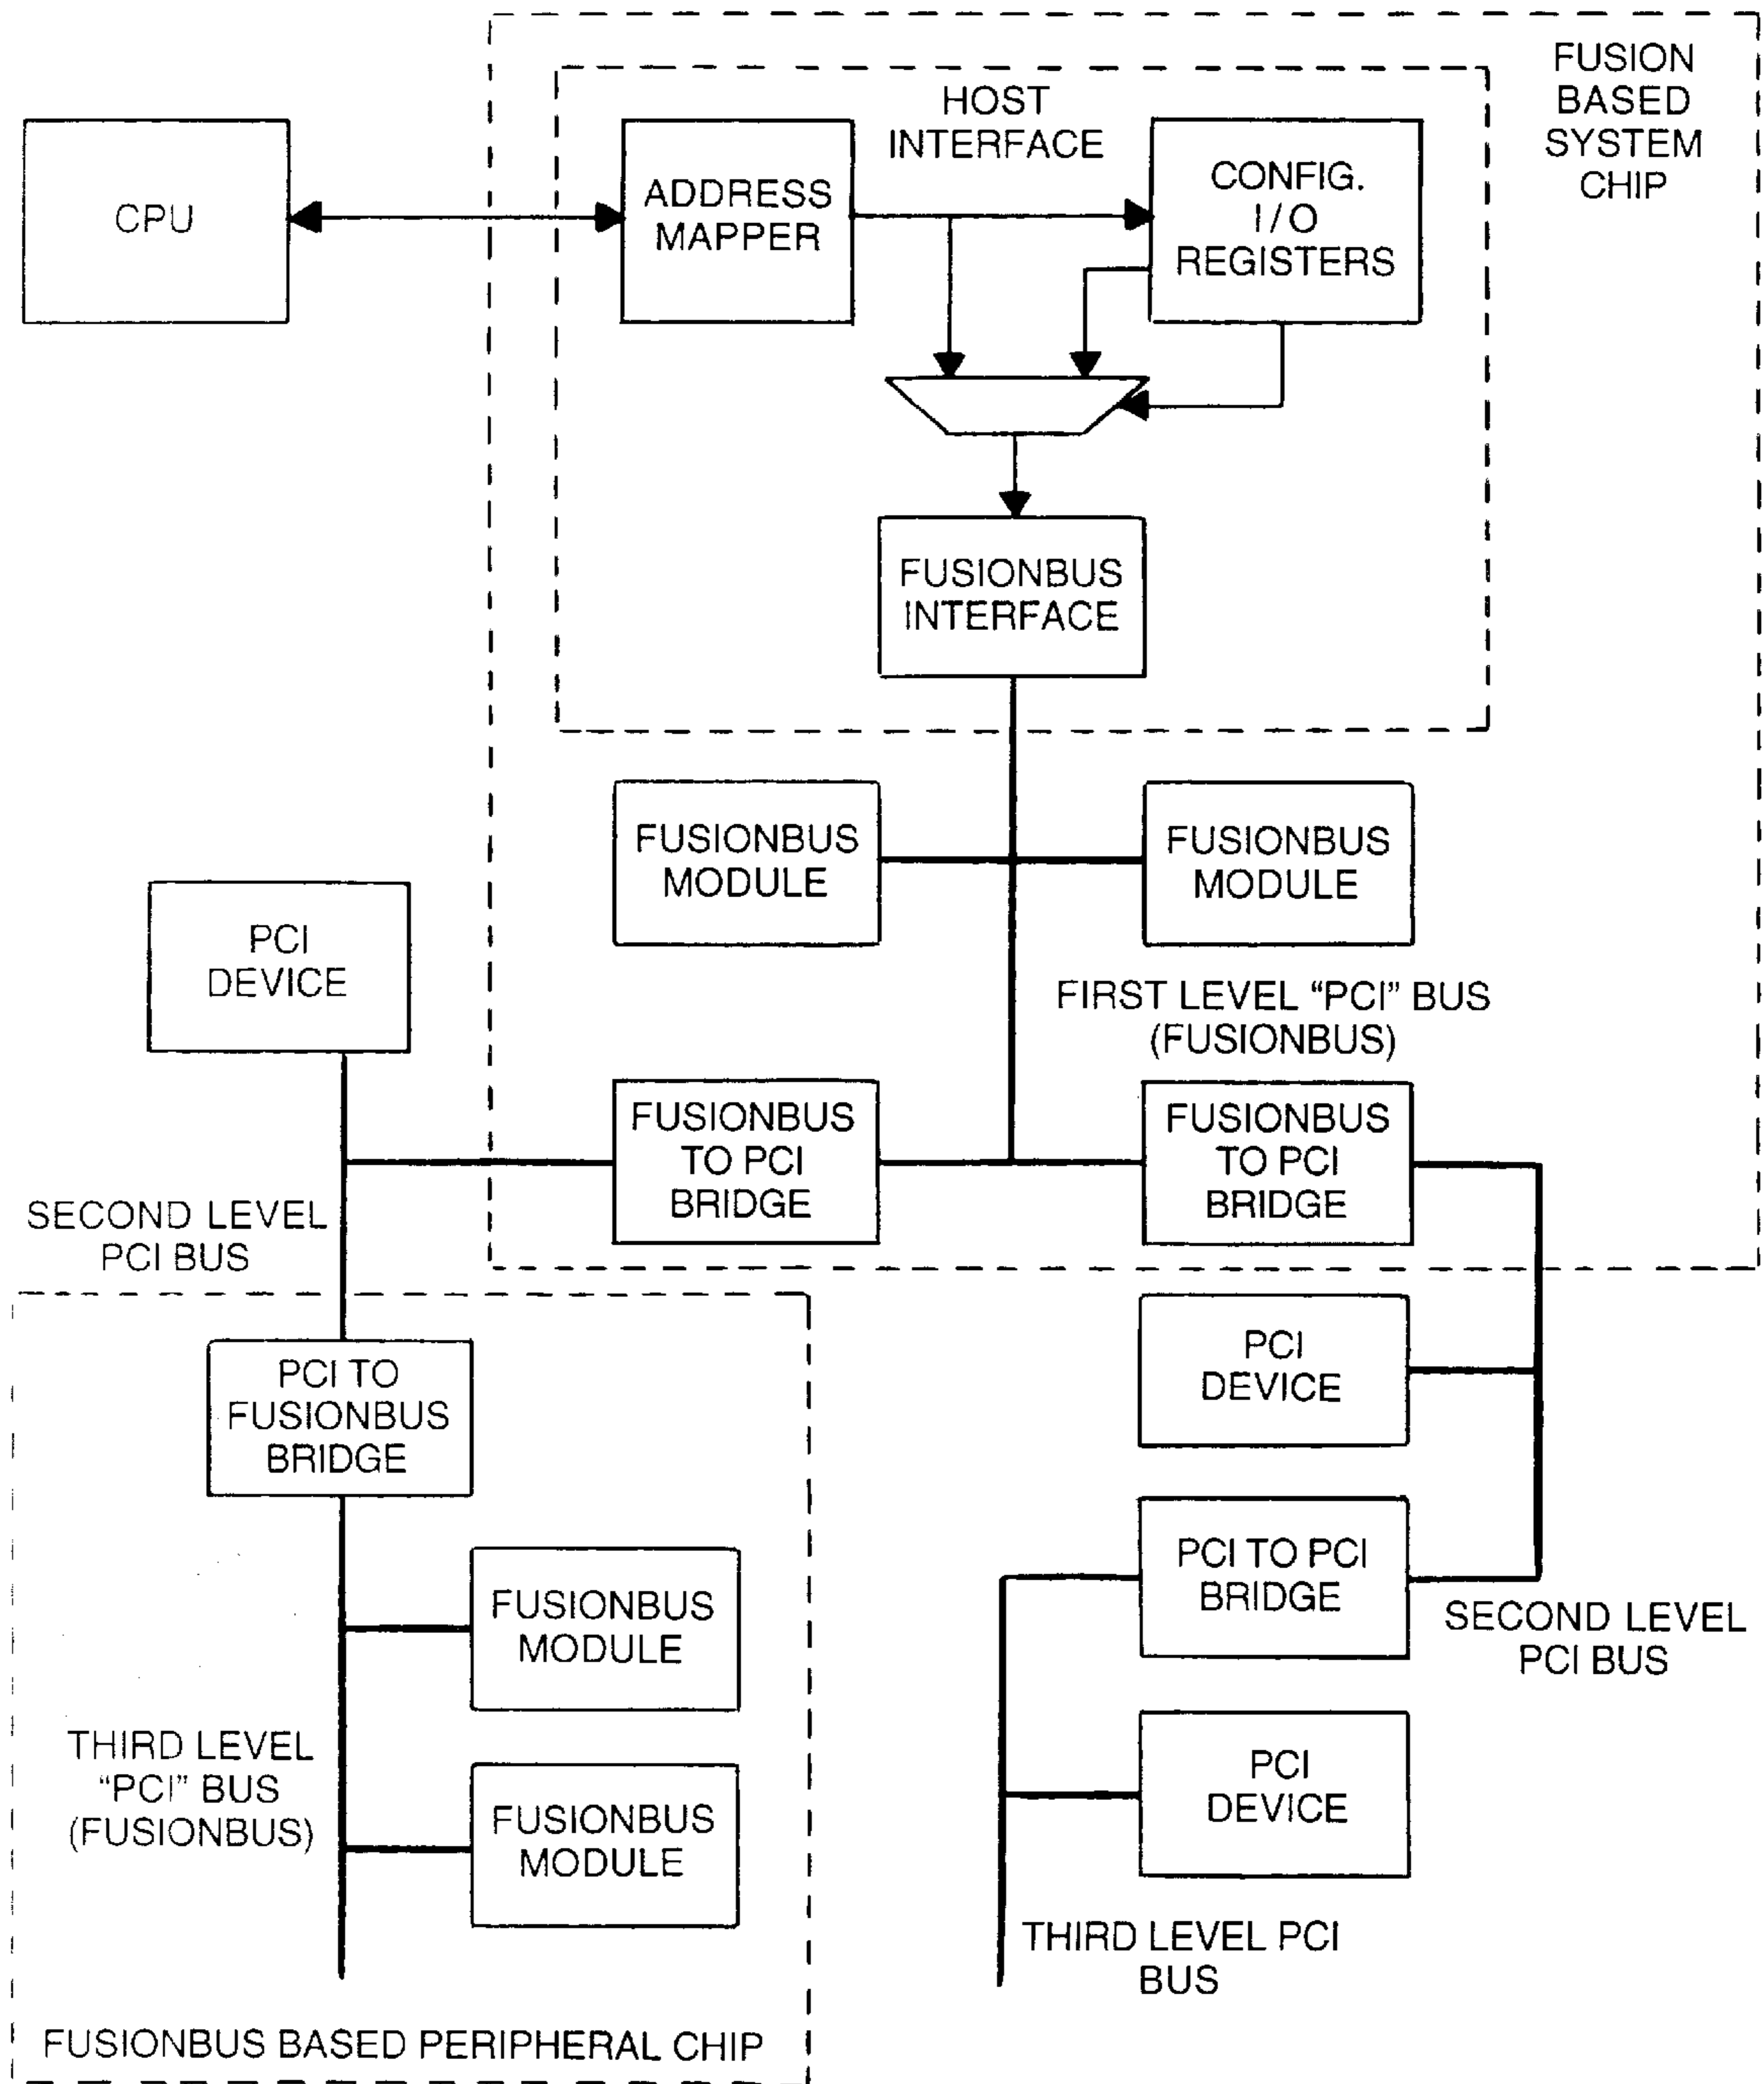 FUSION
BASED
SYSTEM
CHIP
HOST
INTERFACE
CPU
ADDRESS
MAPPER
CONFIG.
I/O
REGISTERS
FUSIONBUS
INTERFACE
FUSIONBUS
MODULE
FUSIONBUS
MODULE
PCI
DEVICE
FIRST LEVEL “PCI” BUS
(FUSIONBUS)
FUSIONBUS
TO PCI
BRIDGE
FUSIONBUS
TO PCI
BRIDGE
SECOND LEVEL
PCI BUS
PCI TO
FUSIONBUS
BRIDGE
PCI
DEVICE
PCI TO PCI
BRIDGE
SECOND LEVEL
PCI BUS
FUSIONBUS
MODULE
THIRD LEVEL
“PCI” BUS
(FUSIONBUS)
FUSIONBUS
MODULE
PCI
DEVICE
THIRD LEVEL PCI
BUS
FUSIONBUS BASED PERIPHERAL CHIP